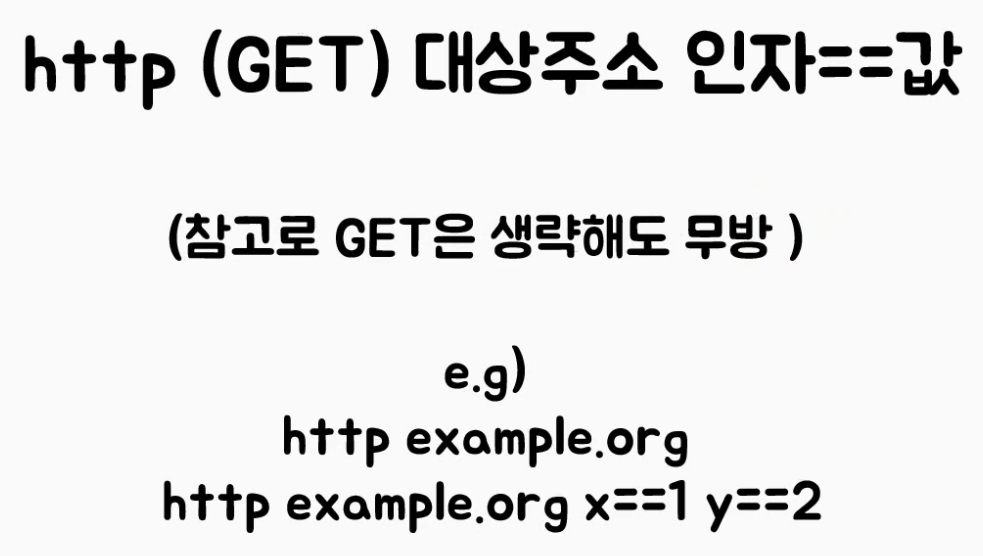 http (GET) 대상주소 인자==값
(참고로 GET은 생략해도 무방 )
e.g)
http example.org
http example.org x==1 y==2